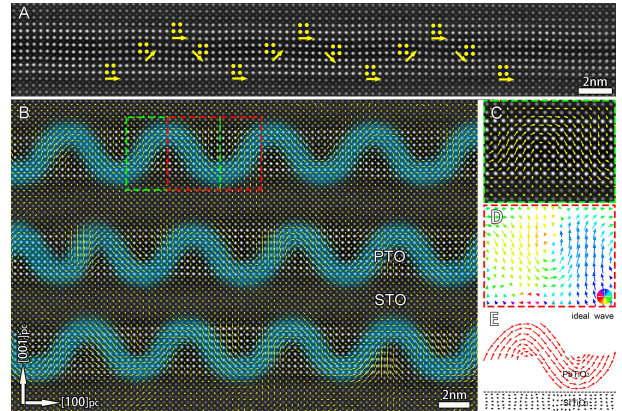 A
2nm
B
C
D
PTO
STO
ideal wave
E
[001]pc
[100]pc
2nm
PbTiO₃
SrTiO₃